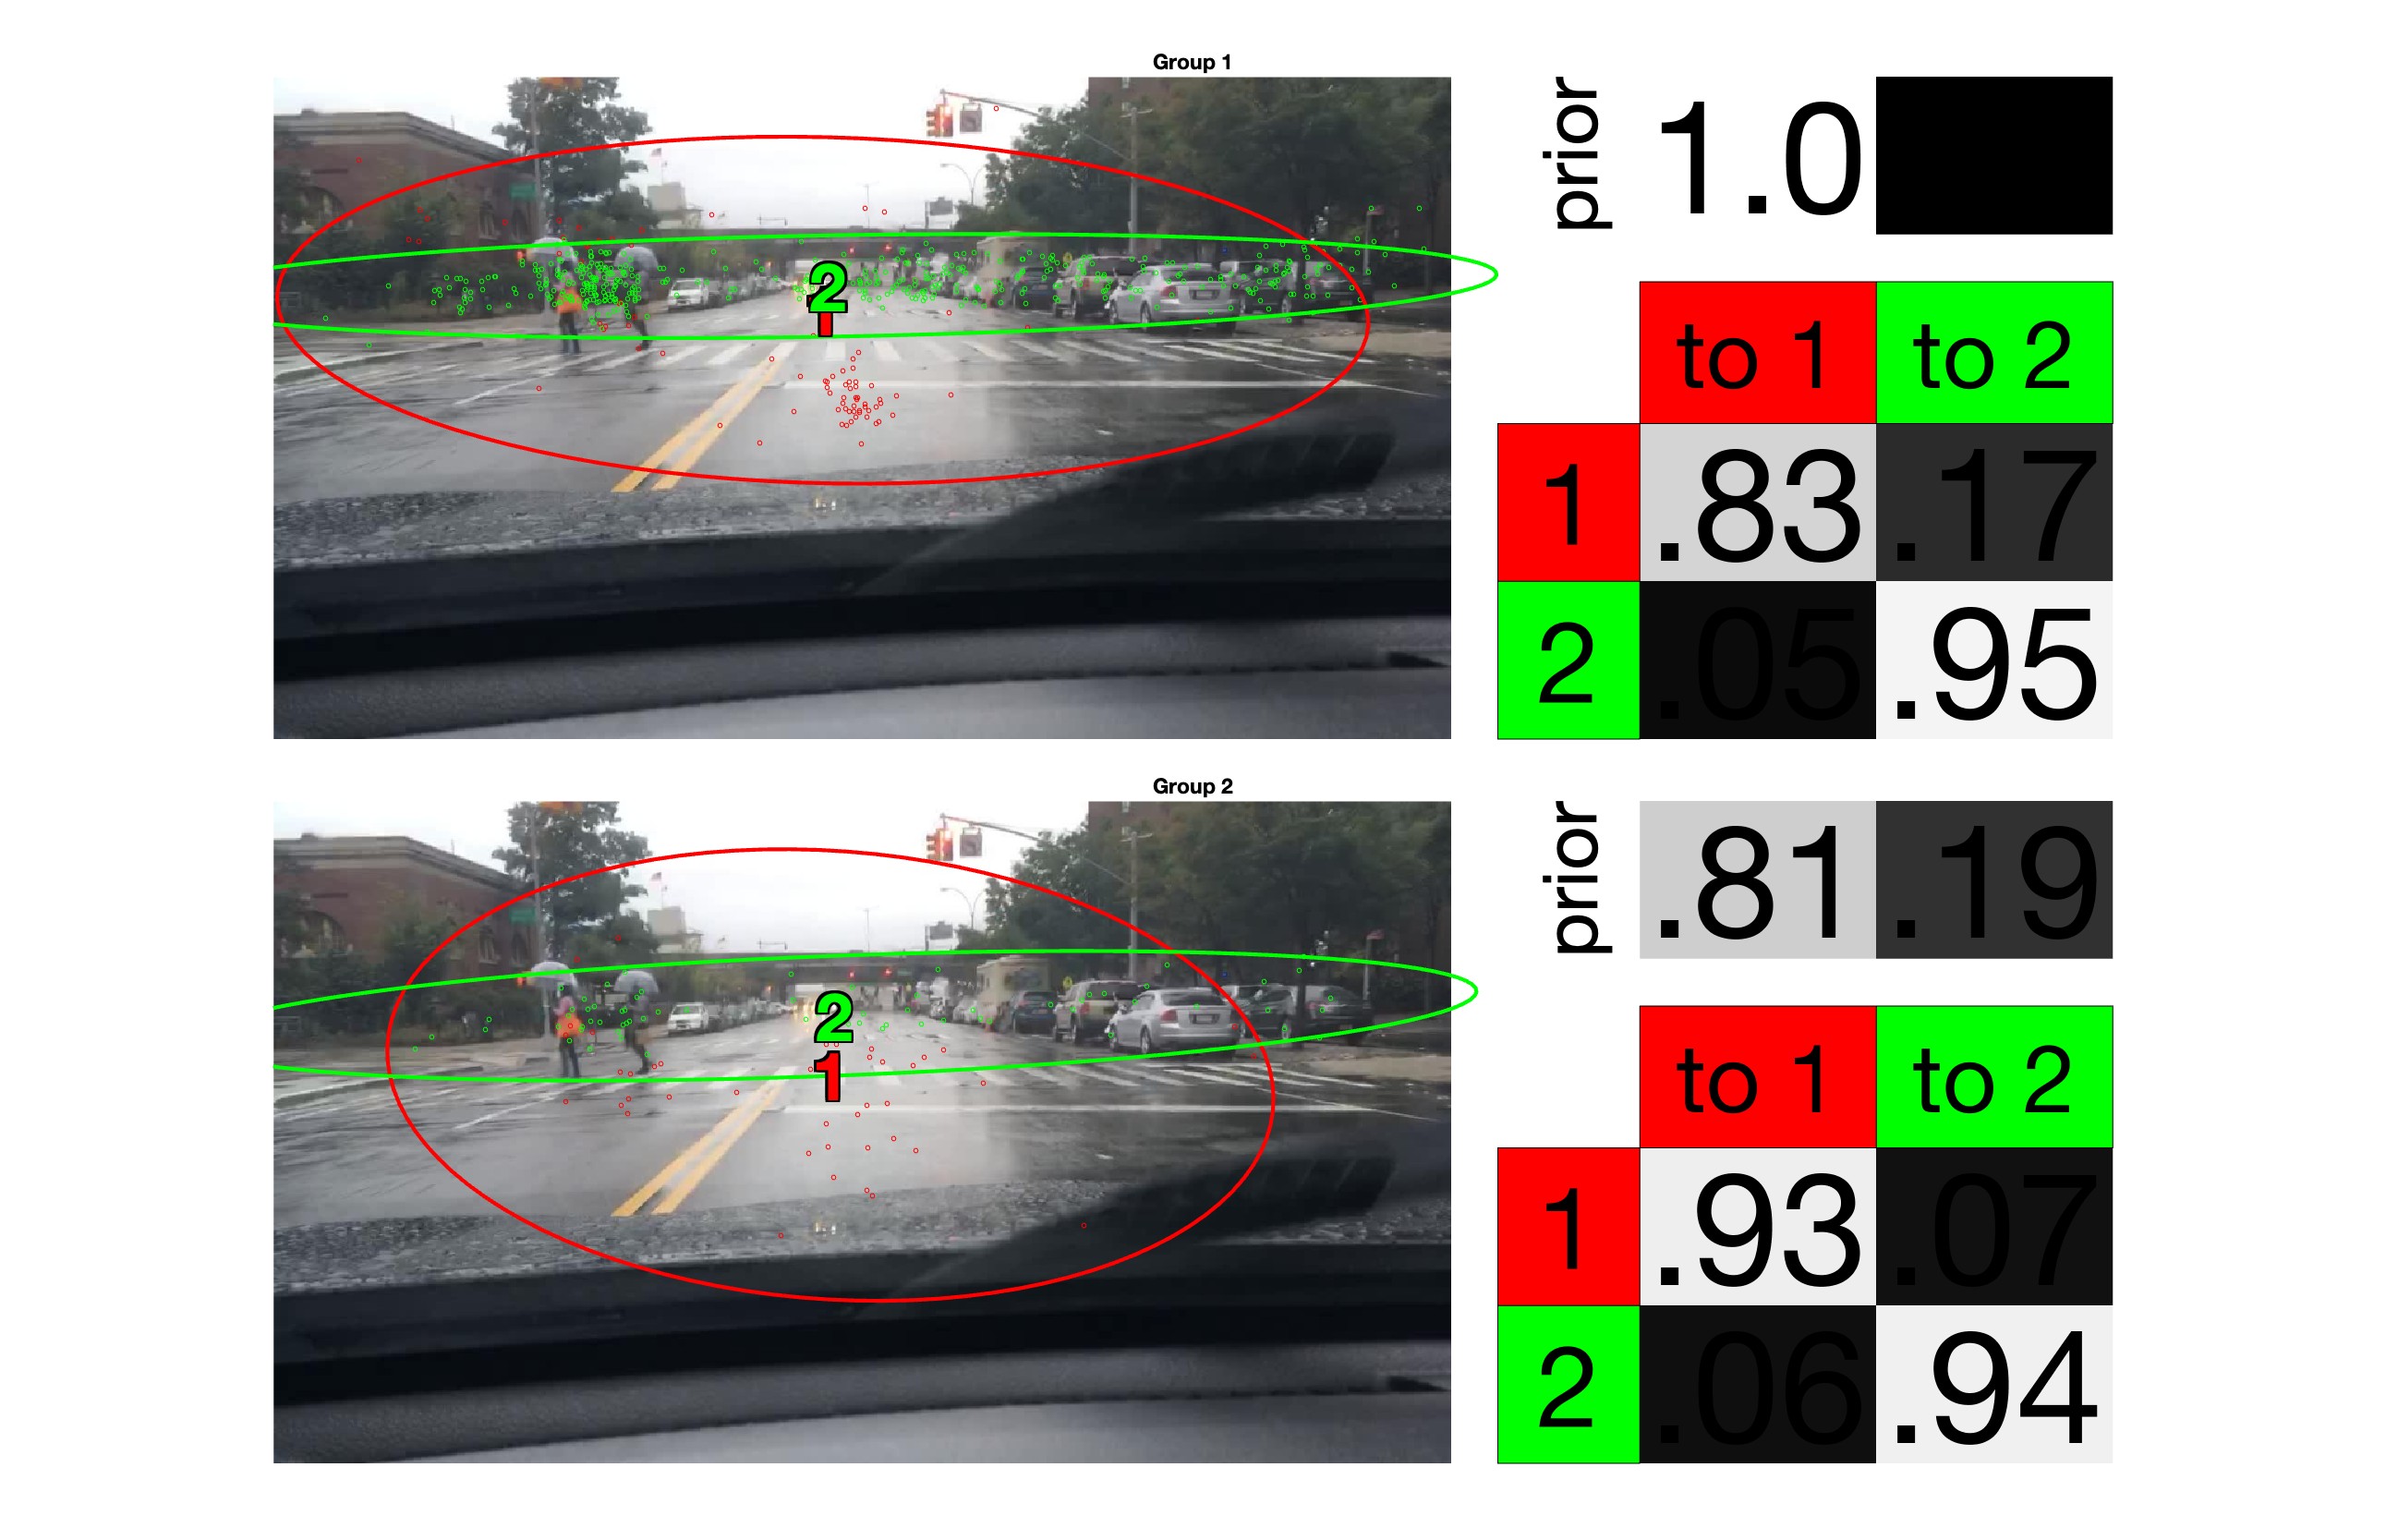 Group 1
2
1
prior
1.0
to 1 to 2
1 .83 .17
2 .05 .95
Group 2
2
1
prior
.81 .19
to 1 to 2
1 .93 .07
2 .06 .94